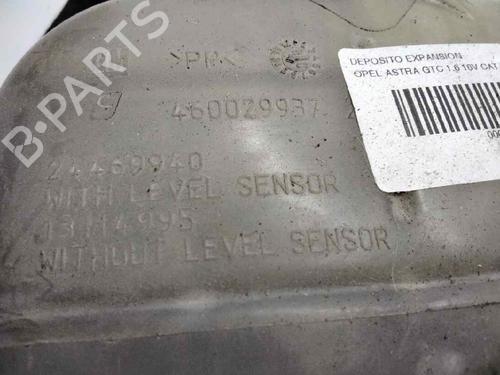 >PP<
DEPOSITO EXPANSION
OPEL ASTRA GTC 1.6 16V CAT
460029937
24469940
WITH LEVEL SENSOR
13114995
WITHOUT LEVEL SENSOR
B-PARTS